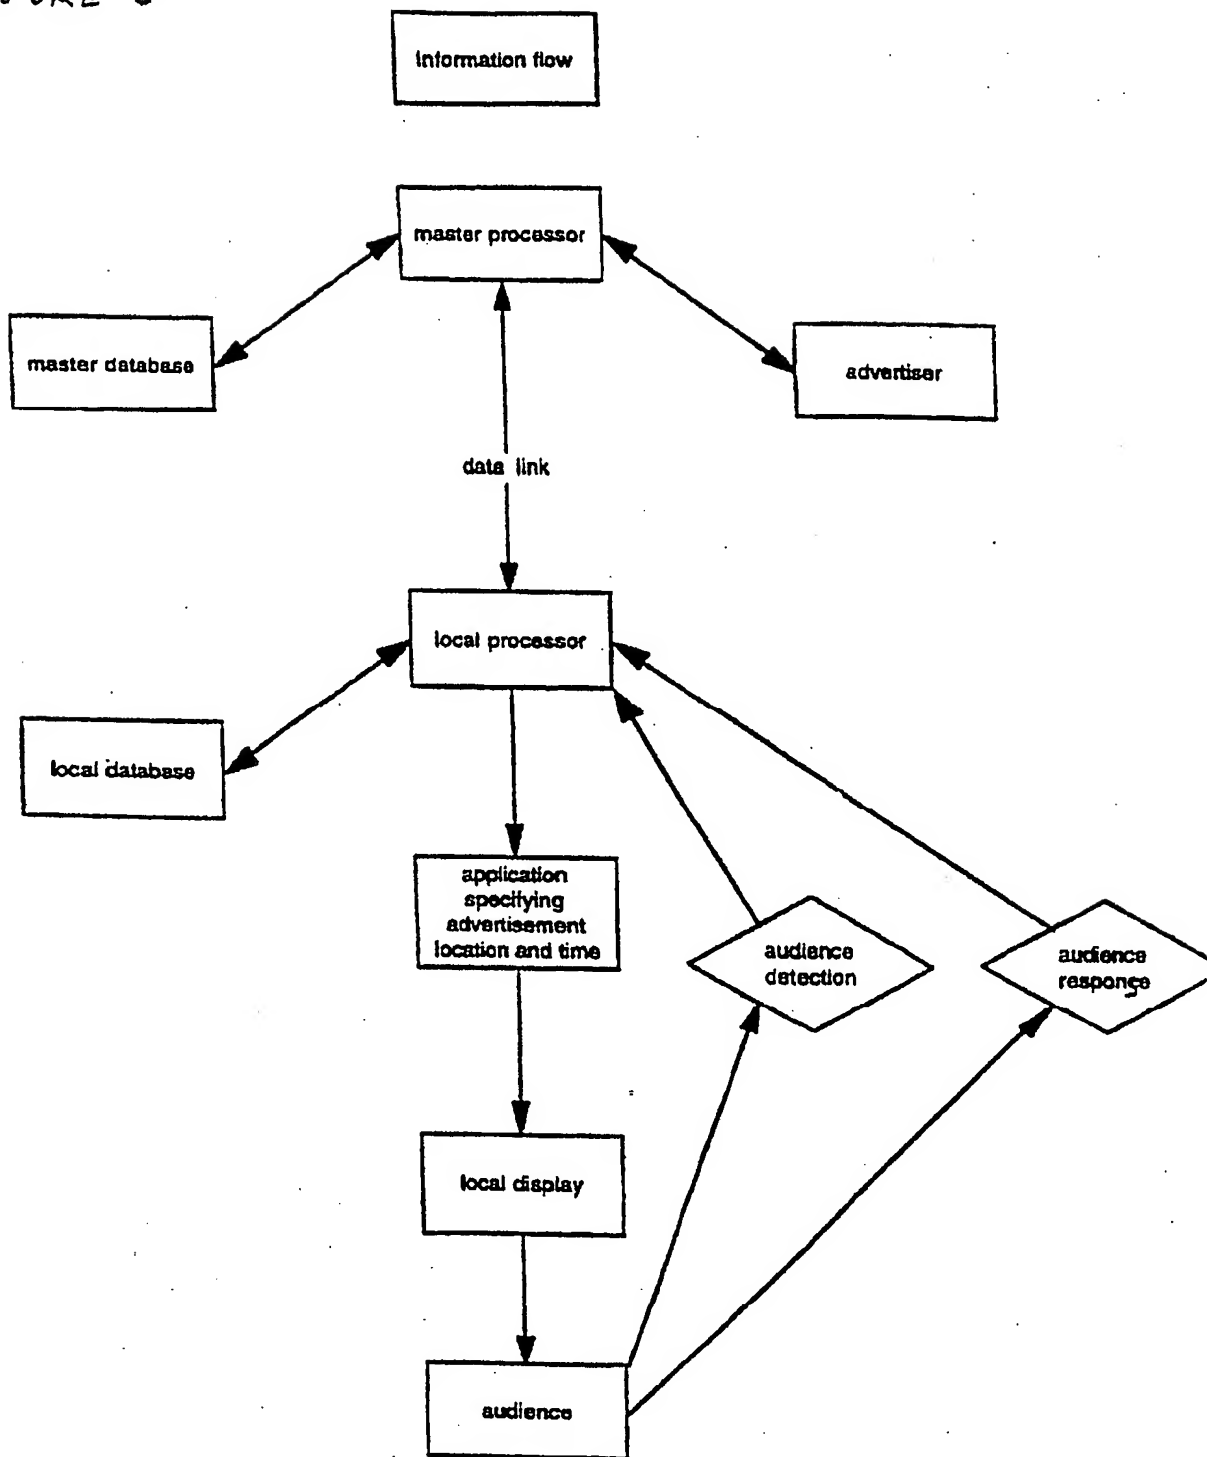 information flow
master processor
master database
advertiser
data link
local processor
local database
application
specifying
advertisement
location and time
audience
detection
audience
response
local display
audience